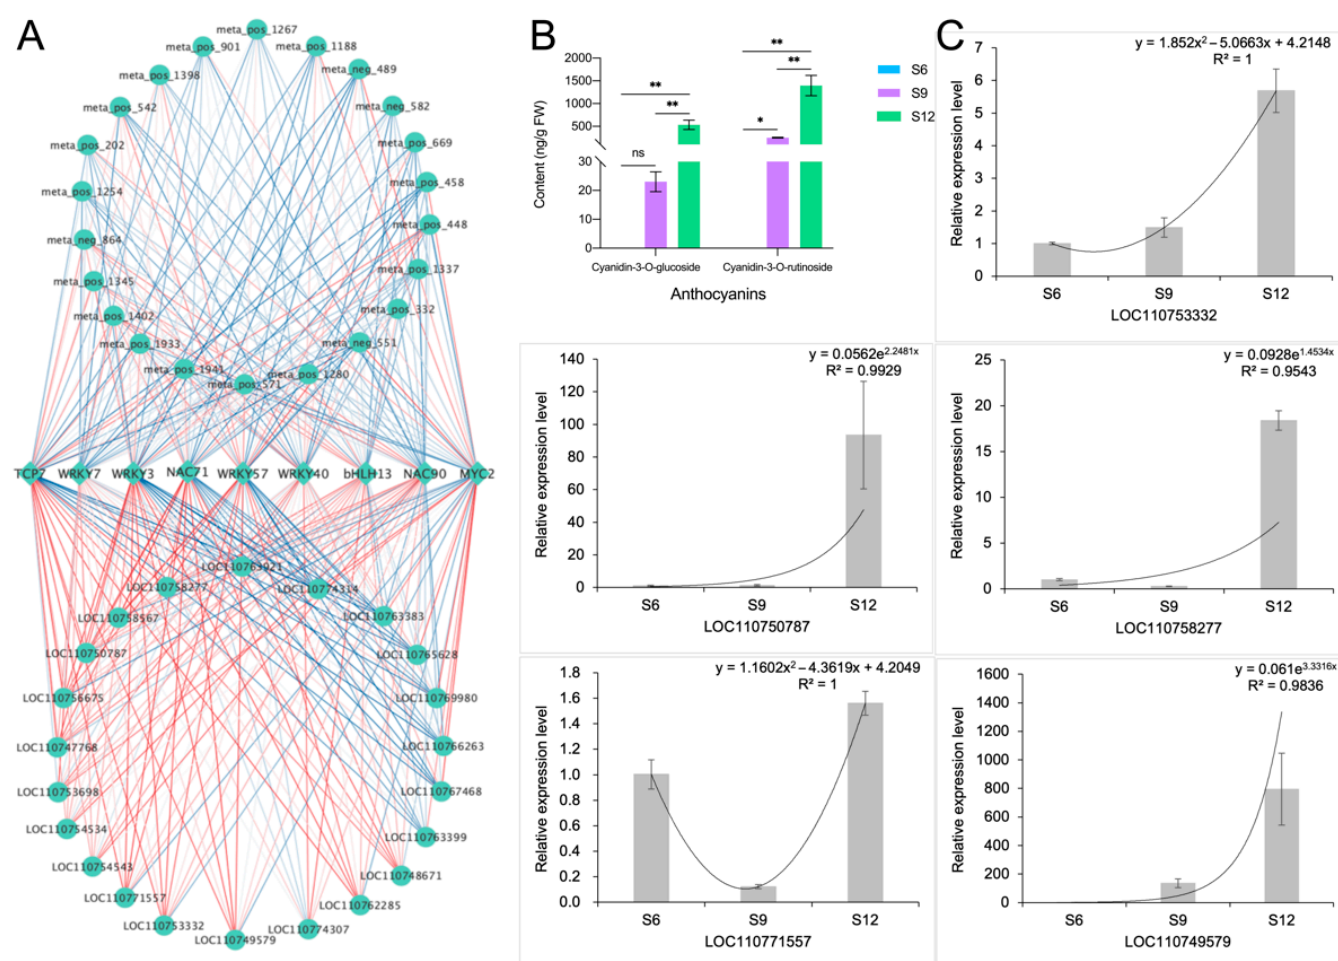 A
meta_pos_1267
meta_pos_901
meta_pos_1188
meta_pos_1398
meta_neg_489
meta_pos_542
meta_neg_582
meta_pos_202
meta_pos_669
meta_pos_1254
meta_pos_458
meta_neg_864
meta_pos_448
meta_pos_1345
meta_pos_1337
meta_pos_1402
meta_pos_332
meta_pos_1933
meta_neg_551
meta_pos_1941
meta_pos_571
meta_pos_1280
TCP7 WRKY7 WRKY3 NAC71 WRKY57 WRKY40 bHLH13 NAC90 MYC2
LOC110763921
LOC110758277
LOC110774314
LOC110758567
LOC110763383
LOC110750787
LOC110765628
LOC110756675
LOC110769980
LOC110747768
LOC110766263
LOC110753698
LOC110767468
LOC110754534
LOC110763399
LOC110754543
LOC110748671
LOC110771557
LOC110762285
LOC110753332
LOC110774307
LOC110749579
B
Content (ng/g FW)
2000
1500
1000
500
30
20
10
0
**
**
ns
**
**
*
S6
S9
S12
Cyanidin-3-O-glucoside Cyanidin-3-O-rutinoside
Anthocyanins
C
y = 1.852x² – 5.0663x + 4.2148
R² = 1
Relative expression level
7
6
5
4
3
2
1
0
S6 S9 S12
LOC110753332
y = 0.0562e^2.2481x
R² = 0.9929
Relative expression level
140
120
100
80
60
40
20
0
S6 S9 S12
LOC110750787
y = 0.0928e^1.4534x
R² = 0.9543
Relative expression level
25
20
15
10
5
0
S6 S9 S12
LOC110758277
y = 1.1602x² – 4.3619x + 4.2049
R² = 1
Relative expression level
1.8
1.6
1.4
1.2
1.0
0.8
0.6
0.4
0.2
0.0
S6 S9 S12
LOC110771557
y = 0.061e^3.3316x
R² = 0.9836
Relative expression level
1600
1400
1200
1000
800
600
400
200
0
S6 S9 S12
LOC110749579